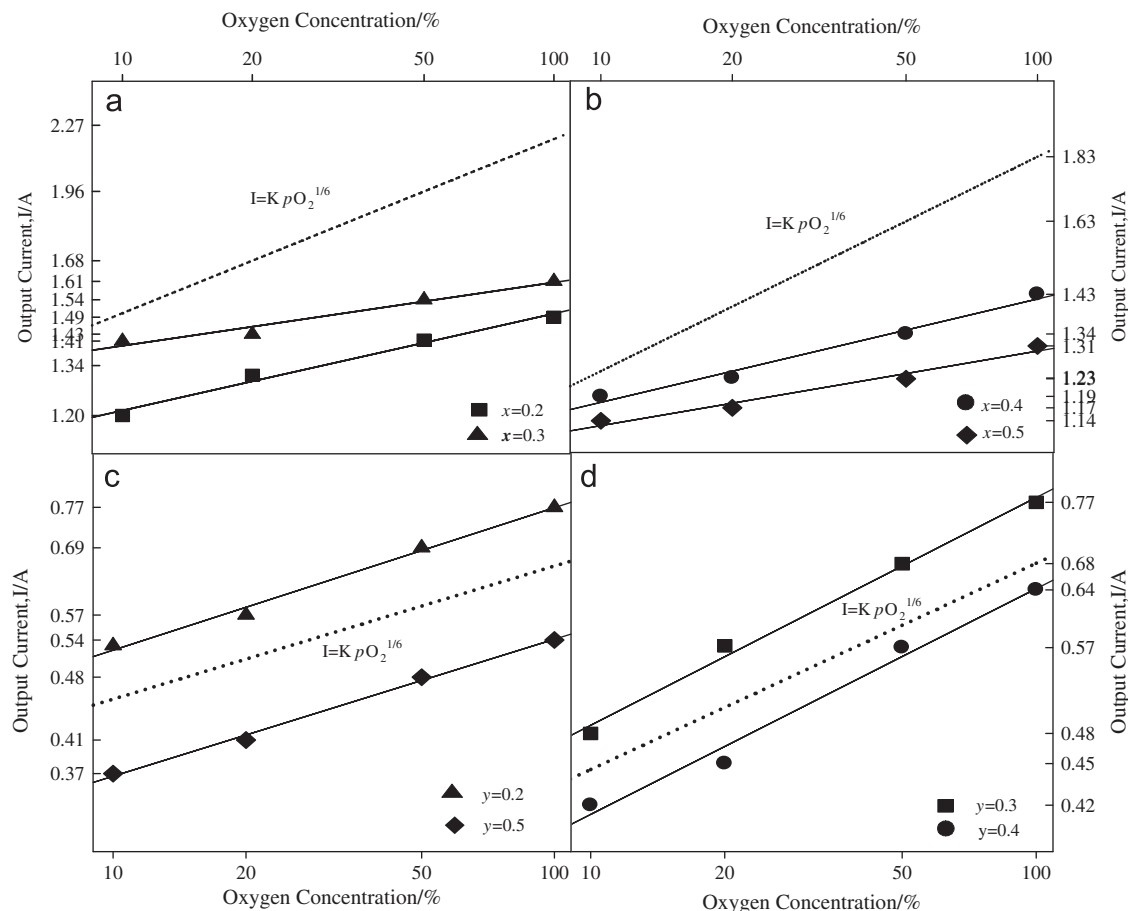 Oxygen Concentration/%
Oxygen Concentration/%
10 20 50 100
10 20 50 100
a
2.27
1.96
1.68
1.61
1.54
1.49
1.43
1.41
1.34
1.20
Output Current,I/A
I=K pO₂^1/6
x=0.2
x=0.3
b
1.83
1.63
1.43
1.34
1.31
1.23
1.19
1.17
1.14
Output Current,I/A
I=K pO₂^1/6
x=0.4
x=0.5
c
0.77
0.69
0.57
0.54
0.48
0.41
0.37
Output Current,I/A
I=K pO₂^1/6
y=0.2
y=0.5
d
0.77
0.68
0.64
0.57
0.48
0.45
0.42
Output Current,I/A
I=K pO₂^1/6
y=0.3
y=0.4
10 20 50 100
10 20 50 100
Oxygen Concentration/%
Oxygen Concentration/%